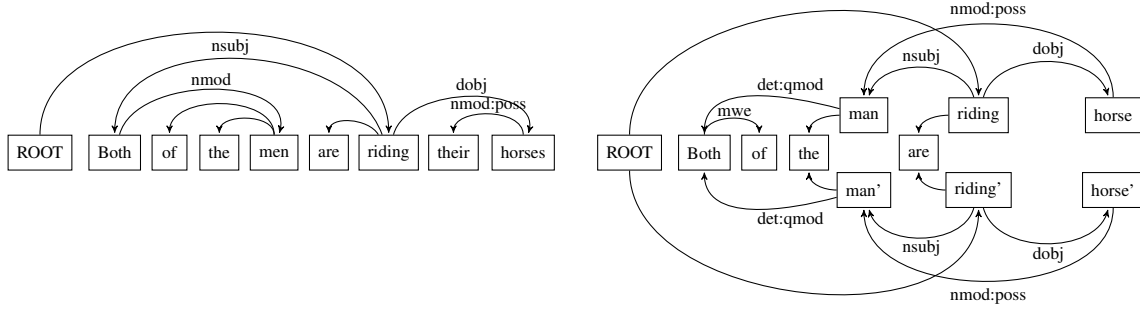 nsubj
nmod
dobj
nmod:poss
ROOT Both of the men are riding their horses
nmod:poss
nsubj dobj
det:qmod
mwe
man riding horse
ROOT Both of the are
man’ riding’ horse’
det:qmod
nsubj dobj
nmod:poss